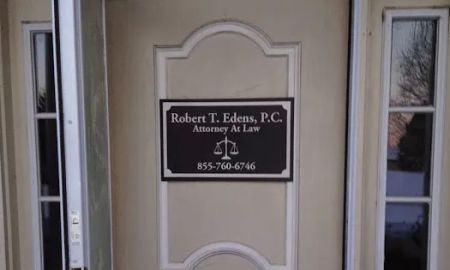 Robert T. Edens, P.C.
Attorney At Law
855-760-6746